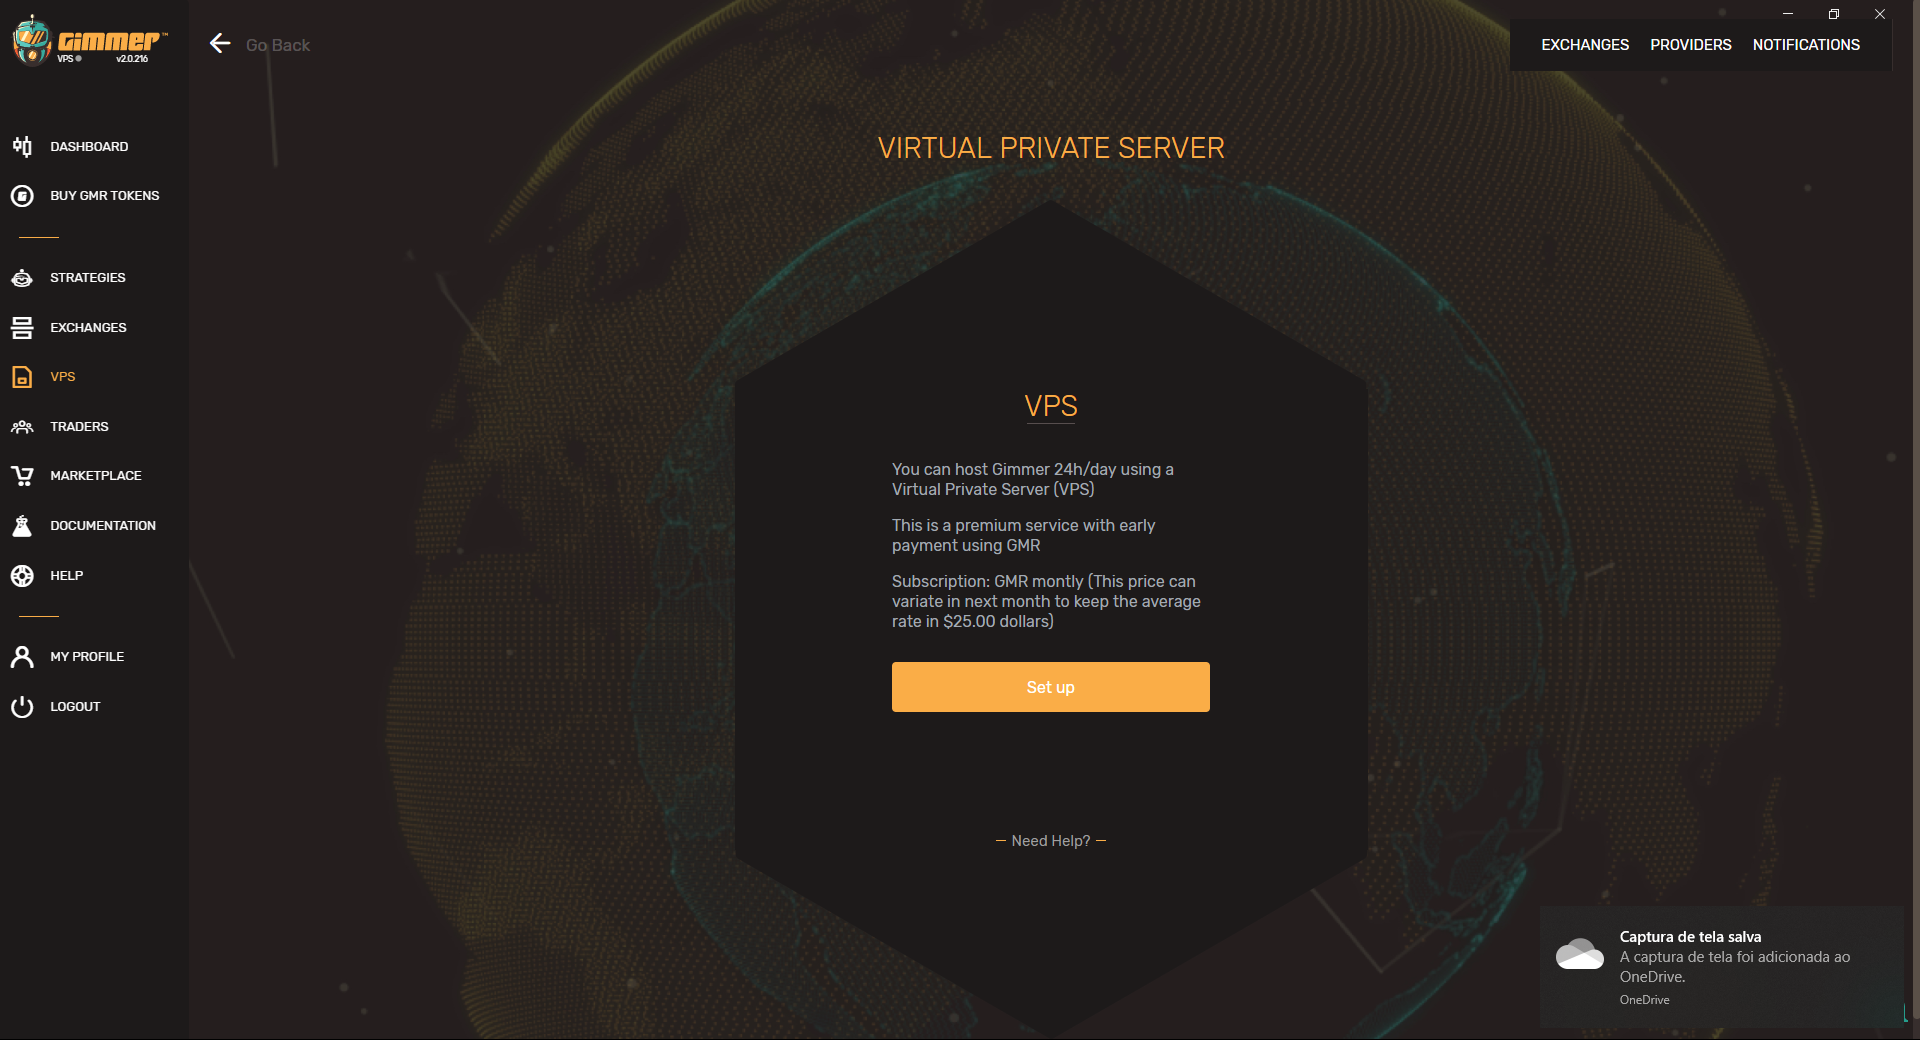 Gimmer™
VPS
v2.0.216
Go Back
EXCHANGES PROVIDERS NOTIFICATIONS
DASHBOARD
BUY GMR TOKENS
STRATEGIES
EXCHANGES
VPS
TRADERS
MARKETPLACE
DOCUMENTATION
HELP
MY PROFILE
LOGOUT
VIRTUAL PRIVATE SERVER
VPS
You can host Gimmer 24h/day using a
Virtual Private Server (VPS)
This is a premium service with early
payment using GMR
Subscription: GMR montly (This price can
variate in next month to keep the average
rate in $25.00 dollars)
Set up
Need Help?
Captura de tela salva
A captura de tela foi adicionada ao
OneDrive.
OneDrive